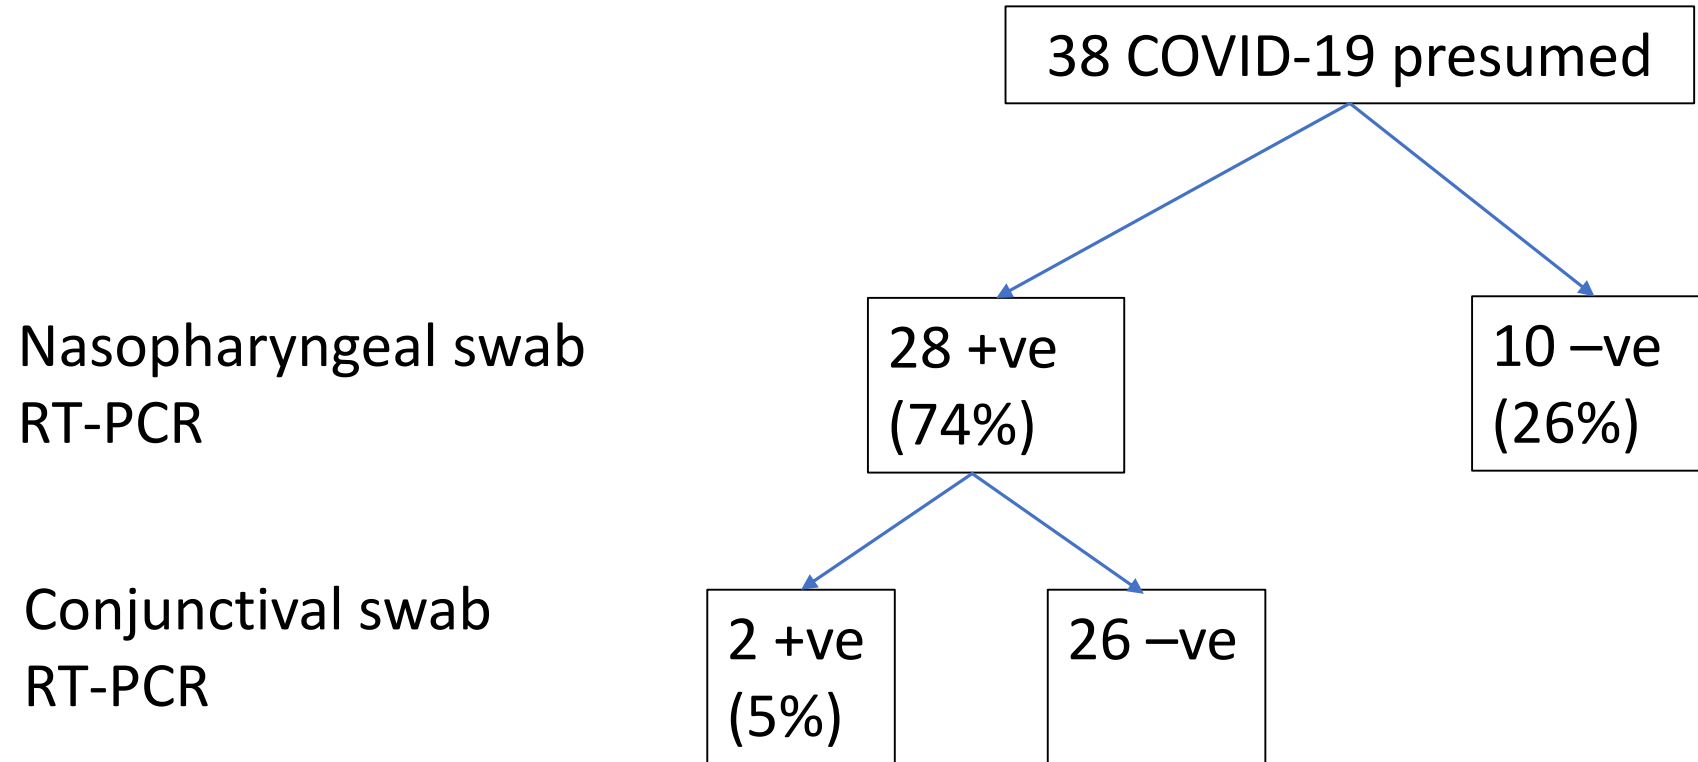 38 COVID-19 presumed
Nasopharyngeal swab
RT-PCR
28 +ve
(74%)
10 –ve
(26%)
Conjunctival swab
RT-PCR
2 +ve
(5%)
26 –ve